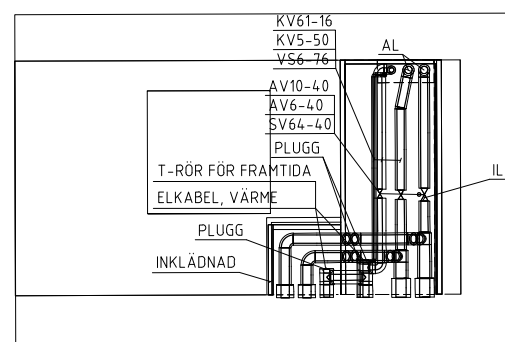 KV61-16
KV5-50
VS6-76
AL
AV10-40
AV6-40
SV64-40
PLUGG
T-RÖR FÖR FRAMTIDA
ELKABEL, VÄRME
IL
PLUGG
INKLÄDNAD